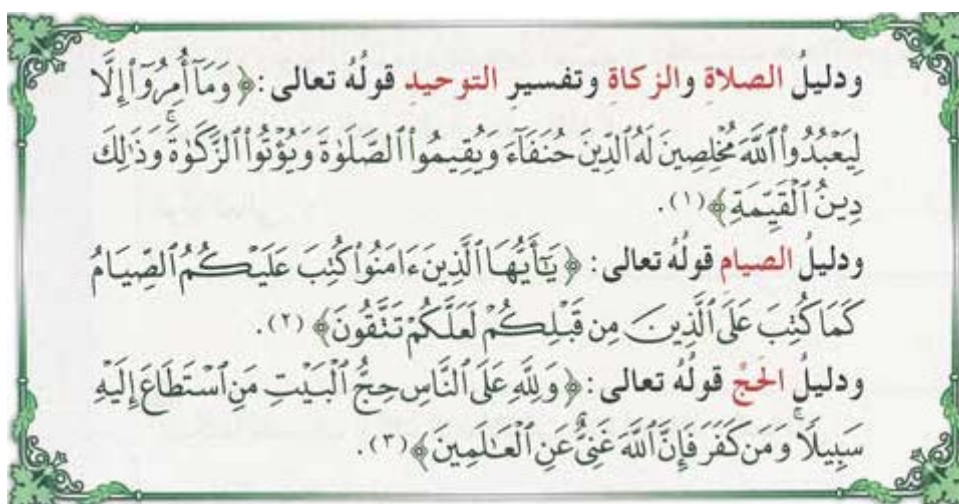 ودليلُ الصلاةِ والزكاةِ وتفسيرِ التوحيدِ قولُهُ تعالى: ﴿ وَمَآ أُمِرُوٓاْ إِلَّا
لِيَعْبُدُواْ ٱللَّهَ مُخْلِصِينَ لَهُ ٱلدِّينَ حُنَفَآءَ وَيُقِيمُواْ ٱلصَّلَوٰةَ وَيُؤْتُواْ ٱلزَّكَوٰةَۚ وَذَٰلِكَ
دِينُ ٱلْقَيِّمَةِ ﴾(١).
ودليلُ الصيامِ قولُهُ تعالى: ﴿ يَٰٓأَيُّهَا ٱلَّذِينَ ءَامَنُواْ كُتِبَ عَلَيْكُمُ ٱلصِّيَامُ
كَمَا كُتِبَ عَلَى ٱلَّذِينَ مِن قَبْلِكُمْ لَعَلَّكُمْ تَتَّقُونَ ﴾ (٢).
ودليلُ الحَجِّ قولُهُ تعالى: ﴿ وَلِلَّهِ عَلَى ٱلنَّاسِ حِجُّ ٱلْبَيْتِ مَنِ ٱسْتَطَاعَ إِلَيْهِ
سَبِيلًاۚ وَمَن كَفَرَ فَإِنَّ ٱللَّهَ غَنِىٌّ عَنِ ٱلْعَٰلَمِينَ ﴾(٣).